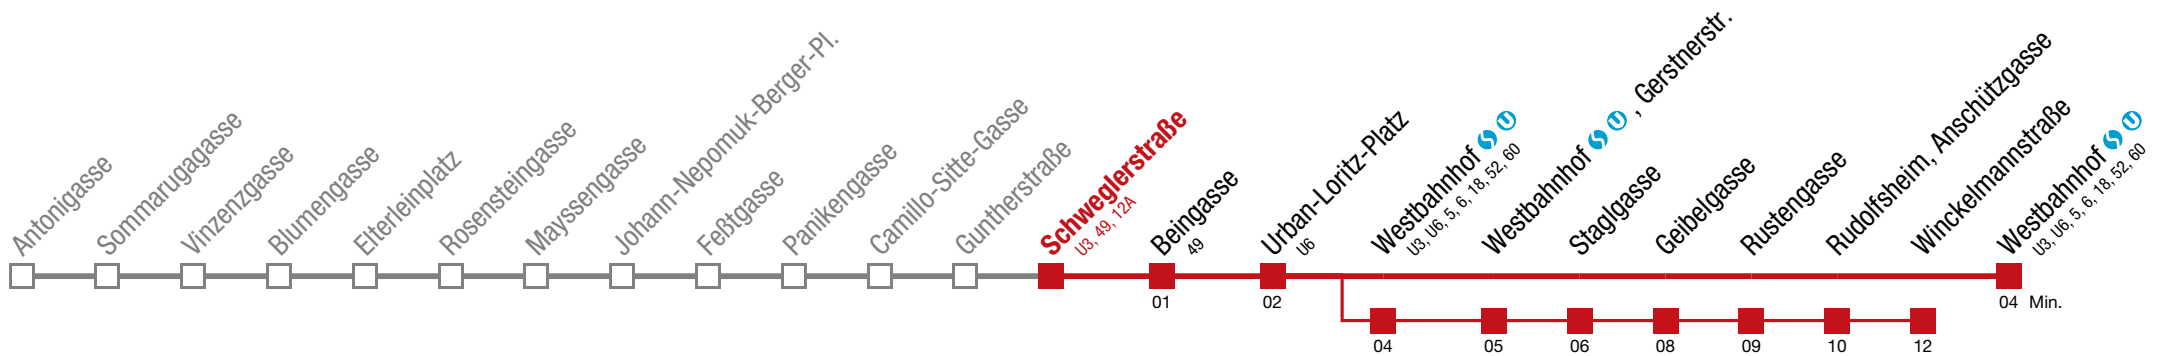 Antonigasse
Sommarugagasse
Vinzenzgasse
Blumengasse
Elterleinplatz
Rosensteingasse
Mayssengasse
Johann-Nepomuk-Berger-Pl.
Feßtgasse
Panikengasse
Camillo-Sitte-Gasse
Guntherstraße
Schweglerstraße
U3, 49, 12A
Beingasse
49
Urban-Loritz-Platz
U6
Westbahnhof S U
U3, U6, 5, 6, 18, 52, 60
Westbahnhof S U , Gerstnerstr.
Staglgasse
Geibelgasse
Rustengasse
Rudolfsheim, Anschützgasse
Winckelmannstraße
Westbahnhof S U
U3, U6, 5, 6, 18, 52, 60
01
02
04 Min.
04
05
06
08
09
10
12